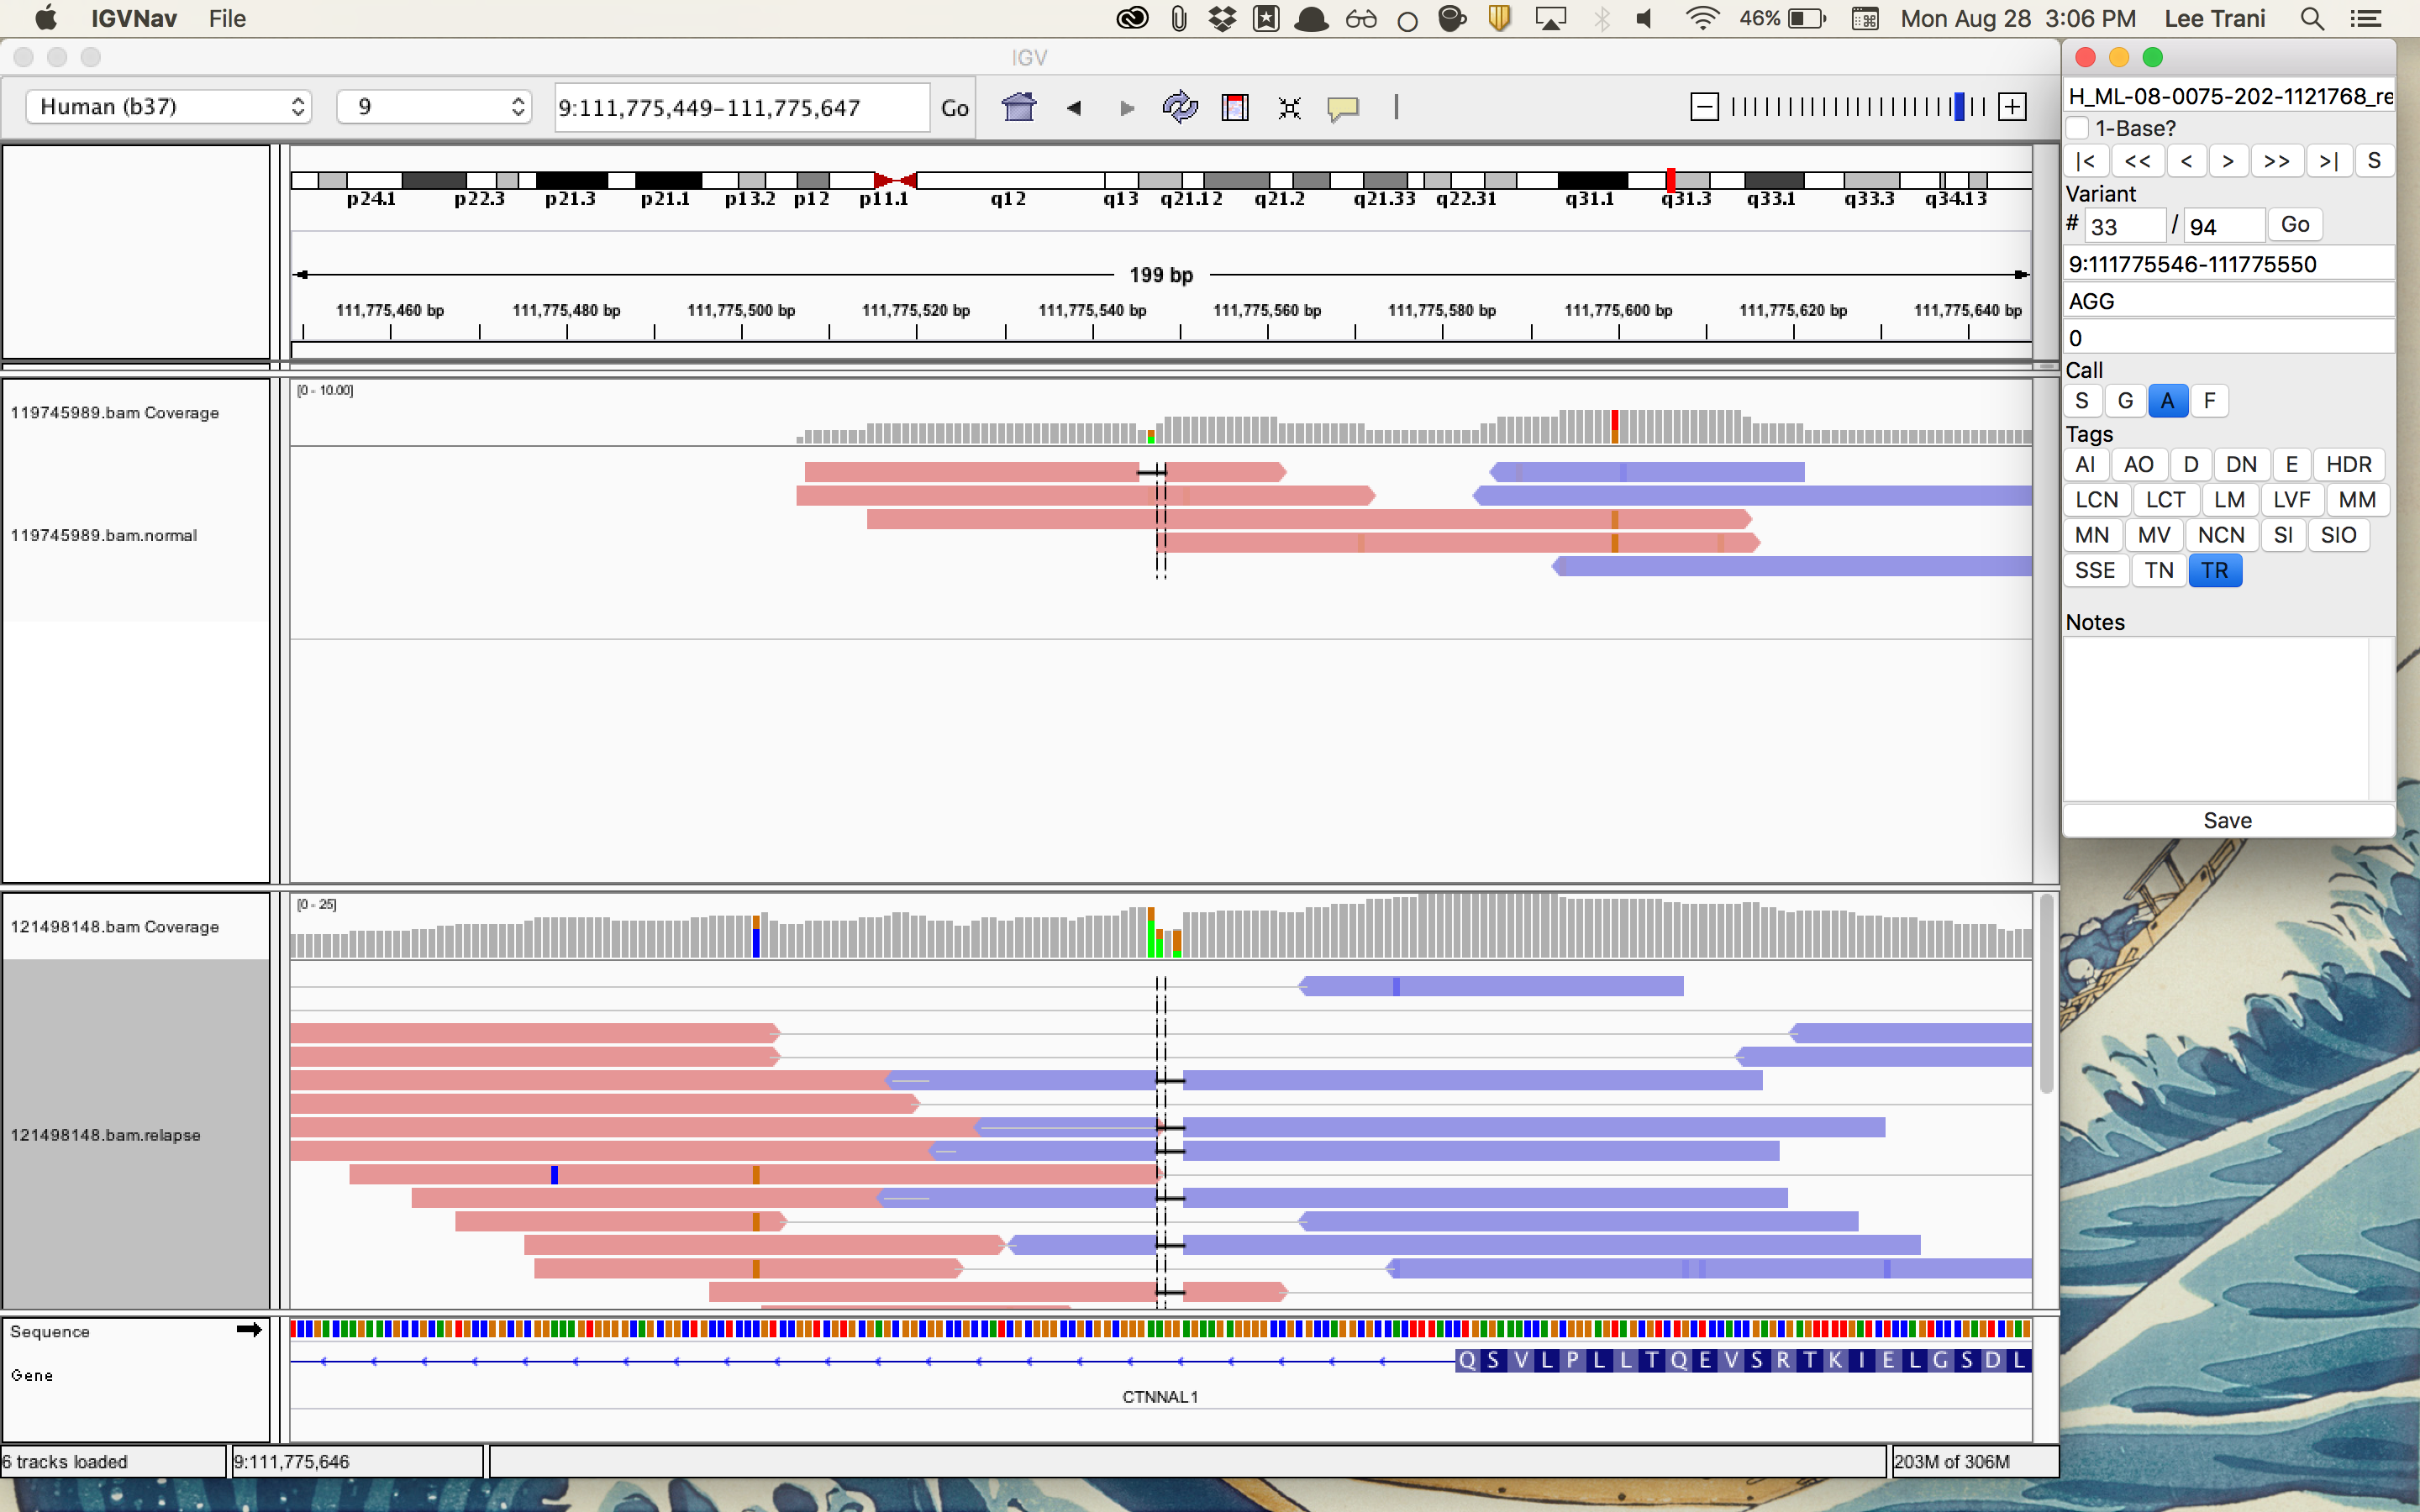 IGVNav File 46% Mon Aug 28 3:06 PM Lee Trani
IGV
Human (b37) 9 9:111,775,449-111,775,647 Go
p24.1 p22.3 p21.3 p21.1 p13.2 p12 p11.1 q12 q13 q21.12 q21.2 q21.33 q22.31 q31.1 q31.3 q33.1 q33.3 q34.13
199 bp
111,775,460 bp 111,775,480 bp 111,775,500 bp 111,775,520 bp 111,775,540 bp 111,775,560 bp 111,775,580 bp 111,775,600 bp 111,775,620 bp 111,775,640 bp
[0 - 10.00]
119745989.bam Coverage
119745989.bam.normal
[0 - 25]
121498148.bam Coverage
121498148.bam.relapse
Sequence
Gene
Q S V L P L L T Q E V S R T K I E L G S D L
CTNNAL1
6 tracks loaded 9:111,775,646 203M of 306M
H_ML-08-0075-202-1121768_re
1-Base?
|< << < > >> >| S
Variant
# 33 / 94 Go
9:111775546-111775550
AGG
0
Call
S G A F
Tags
AI AO D DN E HDR
LCN LCT LM LVF MM
MN MV NCN SI SIO
SSE TN TR
Notes
Save